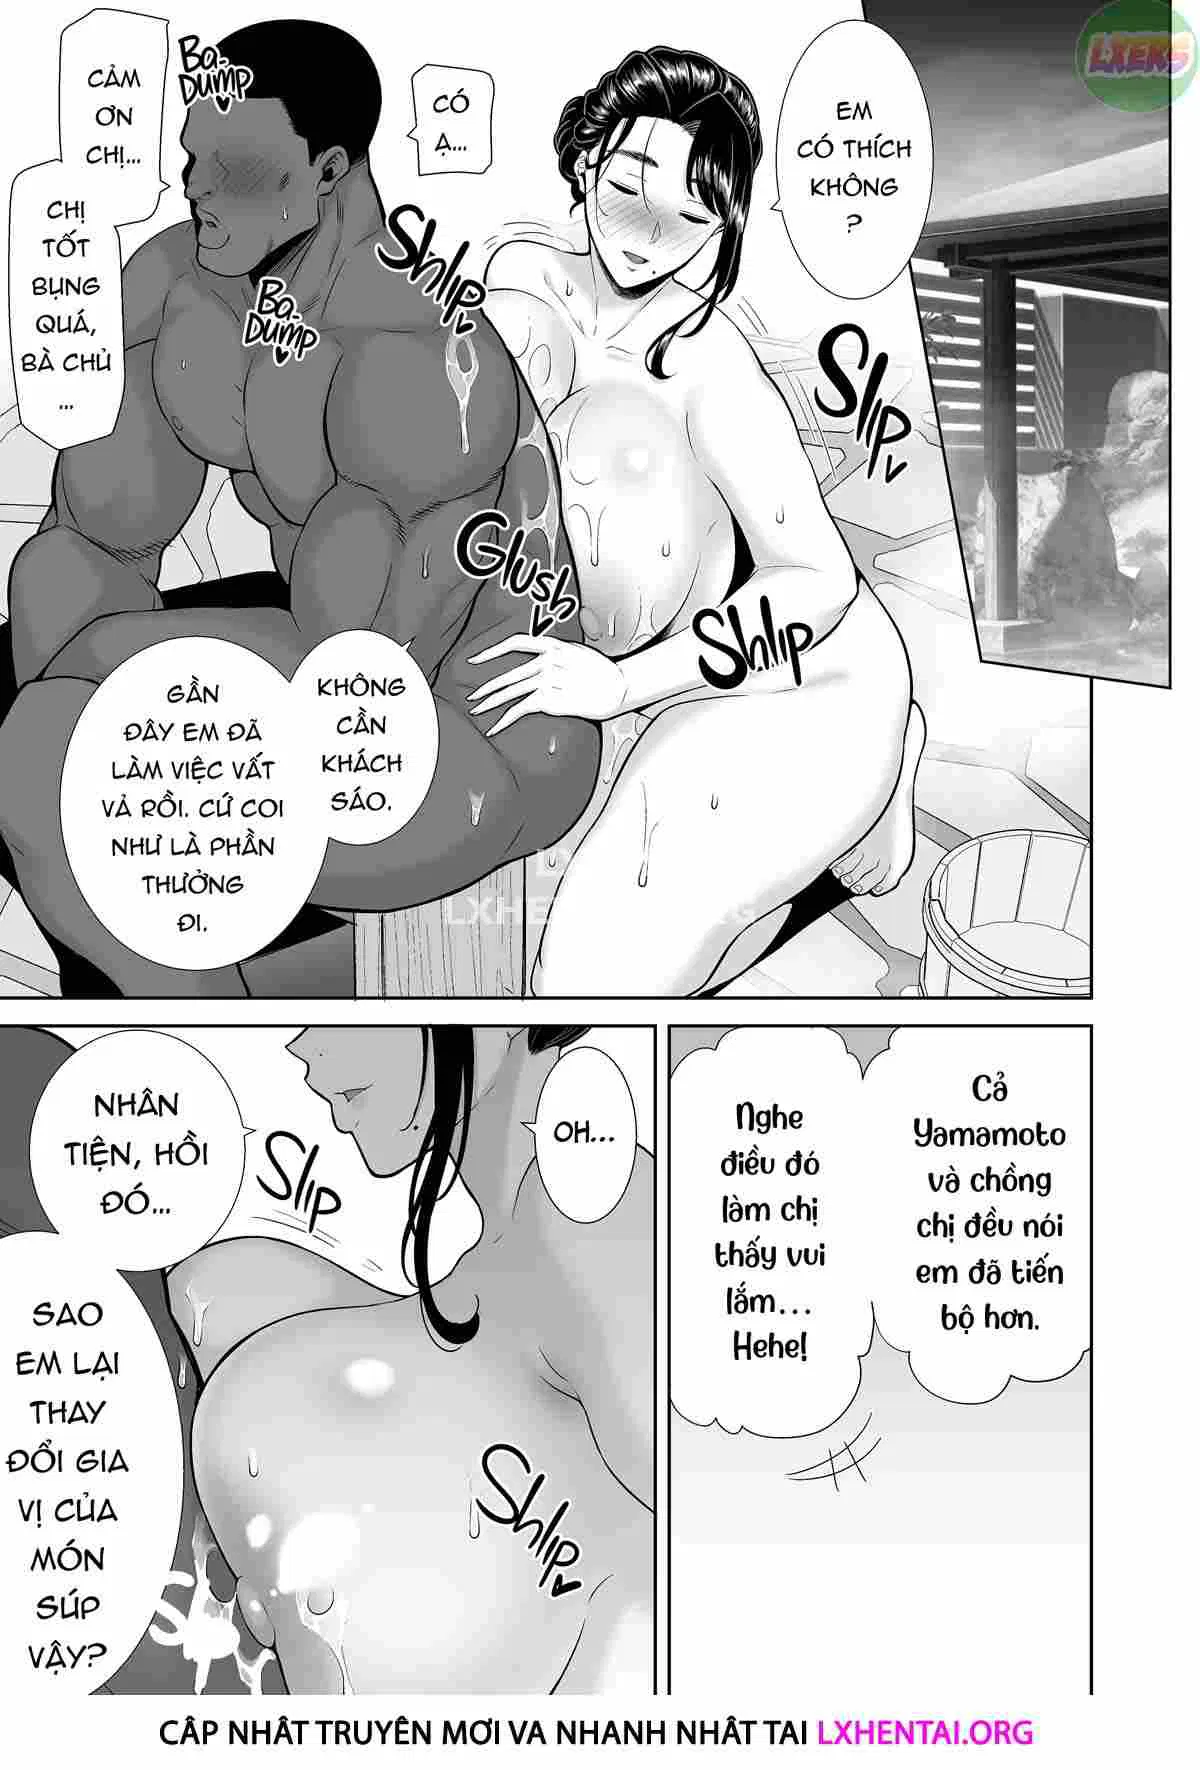 LXERS
EM
CÓ THÍCH
KHÔNG
?
CÓ
Ạ...
CẢM
ƠN
CHỊ...
CHỊ
TỐT
BỤNG
QUÁ,
BÀ CHỦ
...
BA-
DUMP
BA-
DUMP
SHLIP
SLIP
GLUSH
SHLIP
KHÔNG
CẦN
KHÁCH
SÁO.
GẦN
ĐÂY EM ĐÃ
LÀM VIỆC VẤT
VẢ RỒI. CỨ COI
NHƯ LÀ PHẦN
THƯỞNG
ĐI.
Cả
Yamamoto
và chồng
chị đều nói
em đã tiến
bộ hơn.
Nghe
điều đó
làm chị
thấy vui
lắm...
Hehe!
OH...
NHÂN
TIỆN, HỒI
ĐÓ...
SLIP
SAO
EM LẠI
THAY
ĐỔI GIA
VỊ CỦA
MÓN
SÚP
VẬY?
SHLIP
CẬP NHẬT TRUYỆN MƠI VA NHANH NHẤT TAI LXHENTAI.ORG